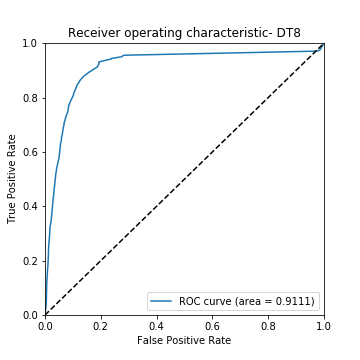 Receiver operating characteristic- DT8
1.0
0.8
0.6
0.4
0.2
0.0
True Positive Rate
ROC curve (area = 0.9111)
0.0 0.2 0.4 0.6 0.8 1.0
False Positive Rate